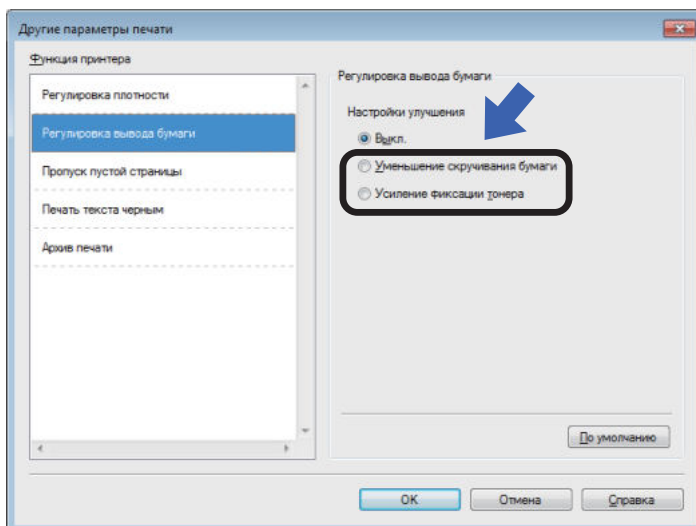 Другие параметры печати
Функция принтера
Регулировка плотности
Регулировка вывода бумаги
Пропуск пустой страницы
Печать текста черным
Архив печати
Регулировка вывода бумаги
Настройки улучшения
Выкл.
Уменьшение скручивания бумаги
Усиление фиксации тонера
По умолчанию
OK
Отмена
Справка